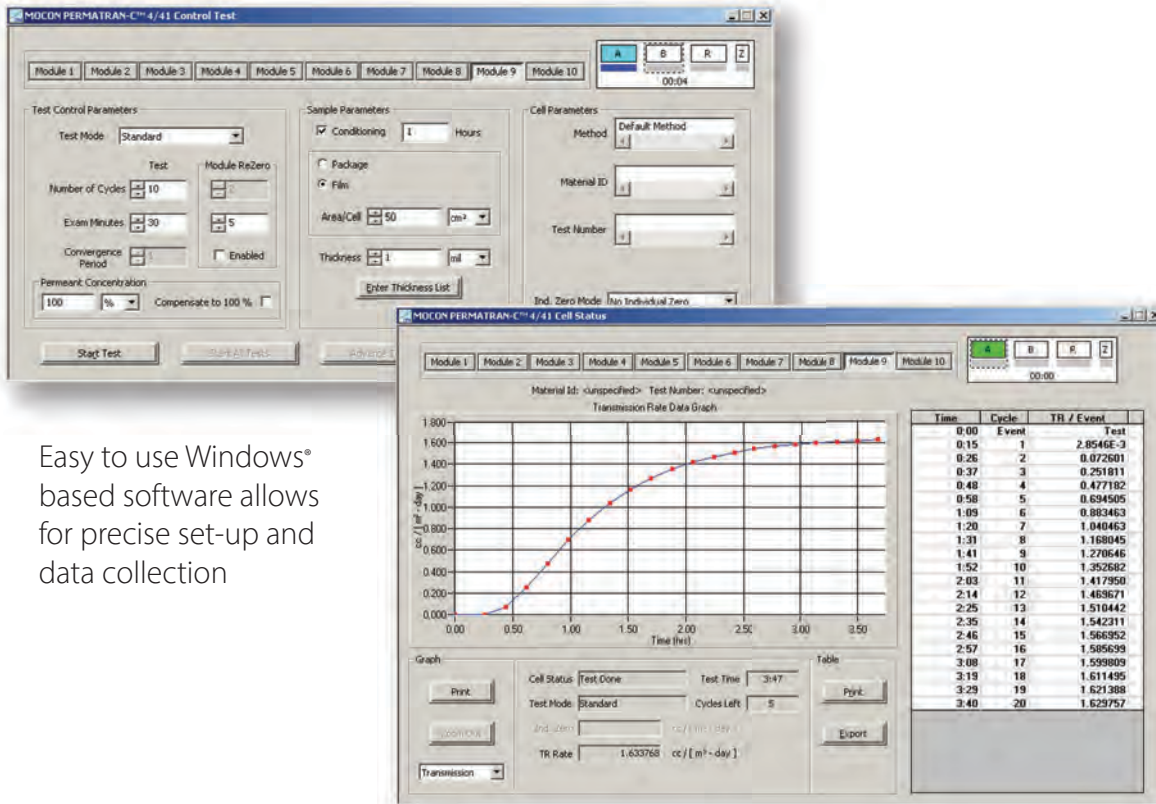 MOCON PERMATRAN-C™ 4/41 Control Test
Module 1 Module 2 Module 3 Module 4 Module 5 Module 6 Module 7 Module 8 Module 9 Module 10
A B R Z
00:04
Test Control Parameters
Test Mode Standard
Test Module ReZero
Number of Cycles 10 2
Exam Minutes 30 5
Convergence Period 1 Enabled
Permeant Concentration
100 % Compensate to 100 %
Sample Parameters
Conditioning 1 Hours
Package
Film
Area/Cell 50 cm²
Thickness 1 mil
Enter Thickness List
Cell Parameters
Method Default Method
Material ID
Test Number
Ind. Zero Mode No Individual Zero
Start Test Start All Tests
MOCON PERMATRAN-C™ 4/41 Cell Status
Module 1 Module 2 Module 3 Module 4 Module 5 Module 6 Module 7 Module 8 Module 9 Module 10
A B R Z
00:00
Material Id: <unspecified> Test Number: <unspecified>
Transmission Rate Data Graph
cc / [ m² - day ]
1.800
1.600
1.400
1.200
1.000
0.800
0.600
0.400
0.200
0.000
0.00 0.50 1.00 1.50 2.00 2.50 3.00 3.50
Time (hrs)
Time Cycle TR / Event
0:00 Event Test
0:15 1 2.8546E-3
0:26 2 0.072601
0:37 3 0.251811
0:48 4 0.477182
0:58 5 0.694505
1:09 6 0.883463
1:20 7 1.040463
1:31 8 1.168045
1:41 9 1.270646
1:52 10 1.352682
2:03 11 1.417950
2:14 12 1.469671
2:25 13 1.510442
2:35 14 1.542311
2:46 15 1.566952
2:57 16 1.585699
3:08 17 1.599809
3:19 18 1.611495
3:29 19 1.621388
3:40 20 1.629757
Graph
Print
Zoom Out
Transmission
Cell Status Test Done Test Time 3:47
Test Mode Standard Cycles Left 5
Ind. Zero cc / [ m² - day ]
TR Rate 1.633768 cc / [ m² - day ]
Table
Print
Export
Easy to use Windows®
based software allows
for precise set-up and
data collection